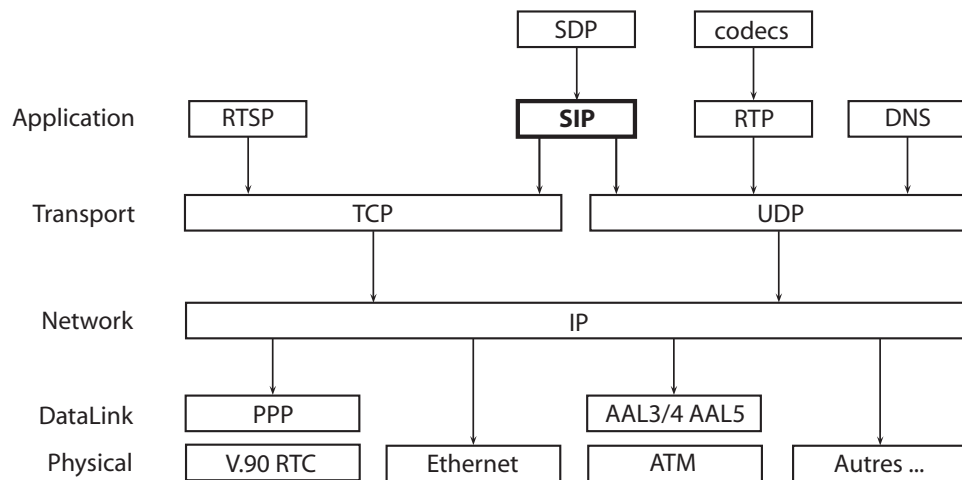 SDP codecs
Application RTSP SIP RTP DNS
Transport TCP UDP
Network IP
DataLink PPP AAL3/4 AAL5
Physical V.90 RTC Ethernet ATM Autres ...